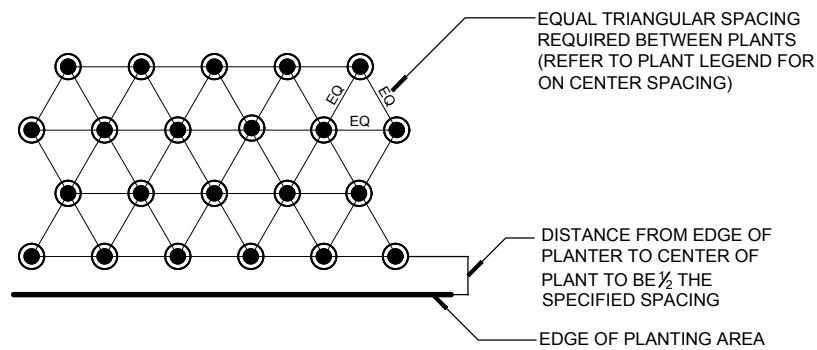 EQUAL TRIANGULAR SPACING
REQUIRED BETWEEN PLANTS
(REFER TO PLANT LEGEND FOR
ON CENTER SPACING)
EQ
EQ
EQ
DISTANCE FROM EDGE OF
PLANTER TO CENTER OF
PLANT TO BE ½ THE
SPECIFIED SPACING
EDGE OF PLANTING AREA